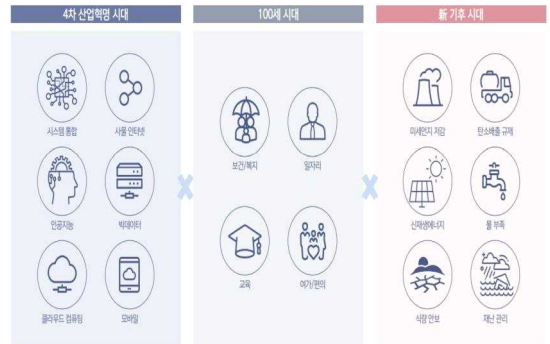 4차 산업혁명 시대
시스템 통합
사물 인터넷
인공지능
빅데이터
클라우드 컴퓨팅
모바일
100세 시대
보건/복지
일자리
교육
여가/편의
新 기후 시대
미세먼지 저감
탄소배출 규제
신재생에너지
물 부족
식량 안보
재난 관리